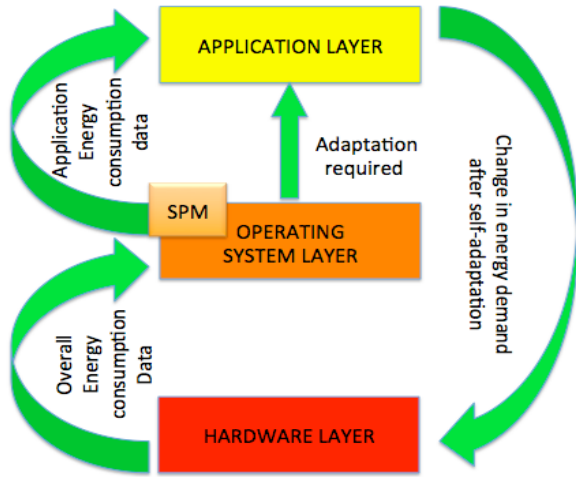 APPLICATION LAYER
Application
Energy
consumption
data
Adaptation
required
Change in energy demand
after self-adaptation
SPM
OPERATING
SYSTEM LAYER
Overall
Energy
consumption
Data
HARDWARE LAYER